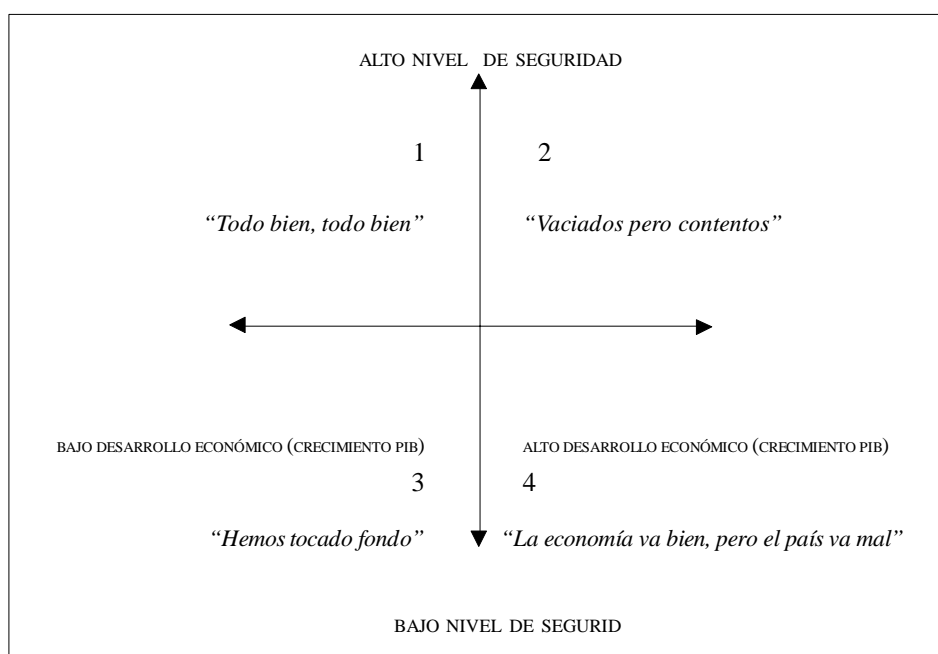 ALTO NIVEL DE SEGURIDAD
1 2
“Todo bien, todo bien” “Vaciados pero contentos”
BAJO DESARROLLO ECONÓMICO (CRECIMIENTO PIB) ALTO DESARROLLO ECONÓMICO (CRECIMIENTO PIB)
3 4
“Hemos tocado fondo” “La economía va bien, pero el país va mal”
BAJO NIVEL DE SEGURID